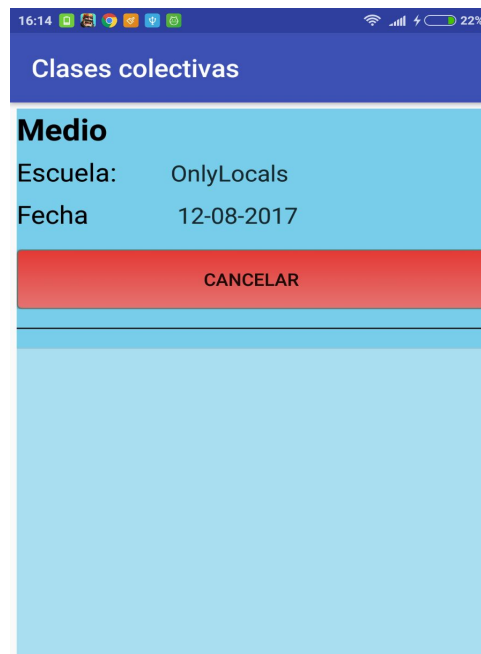 16:14 22%
Clases colectivas
Medio
Escuela: OnlyLocals
Fecha 12-08-2017
CANCELAR